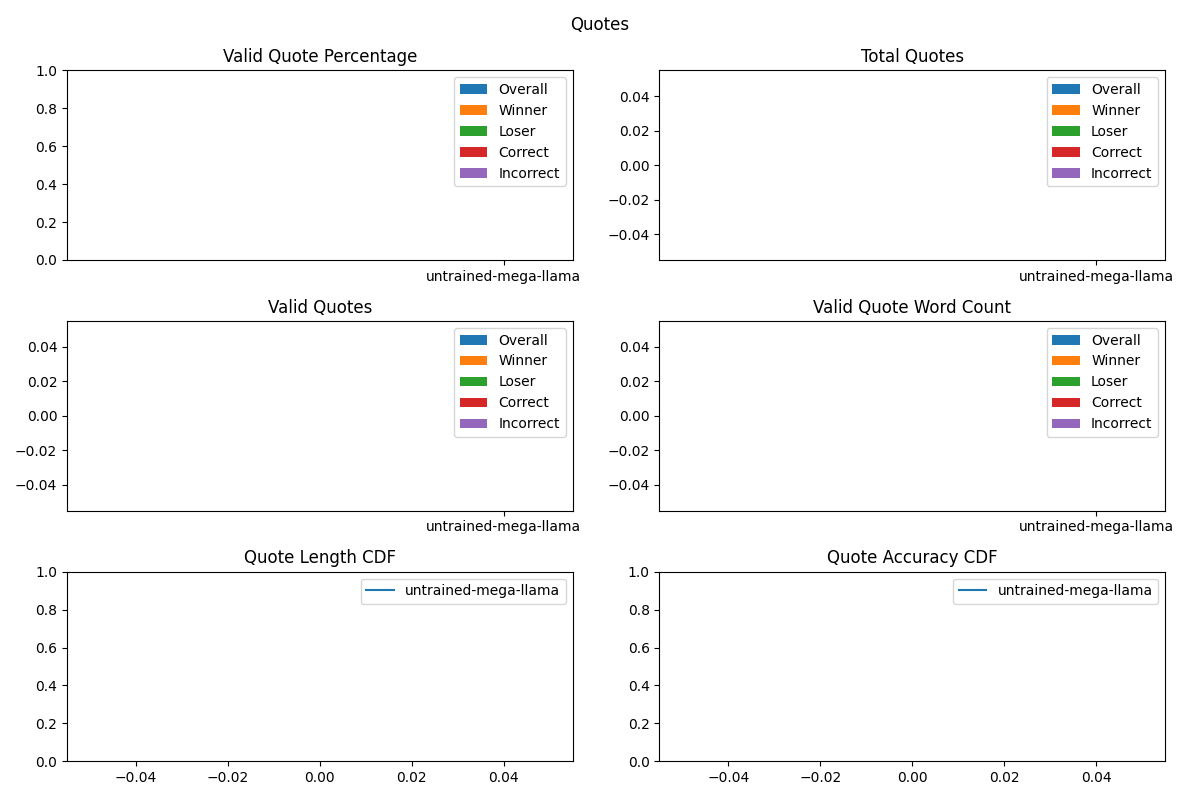 Quotes
Valid Quote Percentage
1.0
0.8
0.6
0.4
0.2
0.0
Overall
Winner
Loser
Correct
Incorrect
untrained-mega-llama
Total Quotes
0.04
0.02
0.00
−0.02
−0.04
Overall
Winner
Loser
Correct
Incorrect
untrained-mega-llama
Valid Quotes
0.04
0.02
0.00
−0.02
−0.04
Overall
Winner
Loser
Correct
Incorrect
untrained-mega-llama
Valid Quote Word Count
0.04
0.02
0.00
−0.02
−0.04
Overall
Winner
Loser
Correct
Incorrect
untrained-mega-llama
Quote Length CDF
1.0
0.8
0.6
0.4
0.2
0.0
untrained-mega-llama
−0.04 −0.02 0.00 0.02 0.04
Quote Accuracy CDF
1.0
0.8
0.6
0.4
0.2
0.0
untrained-mega-llama
−0.04 −0.02 0.00 0.02 0.04